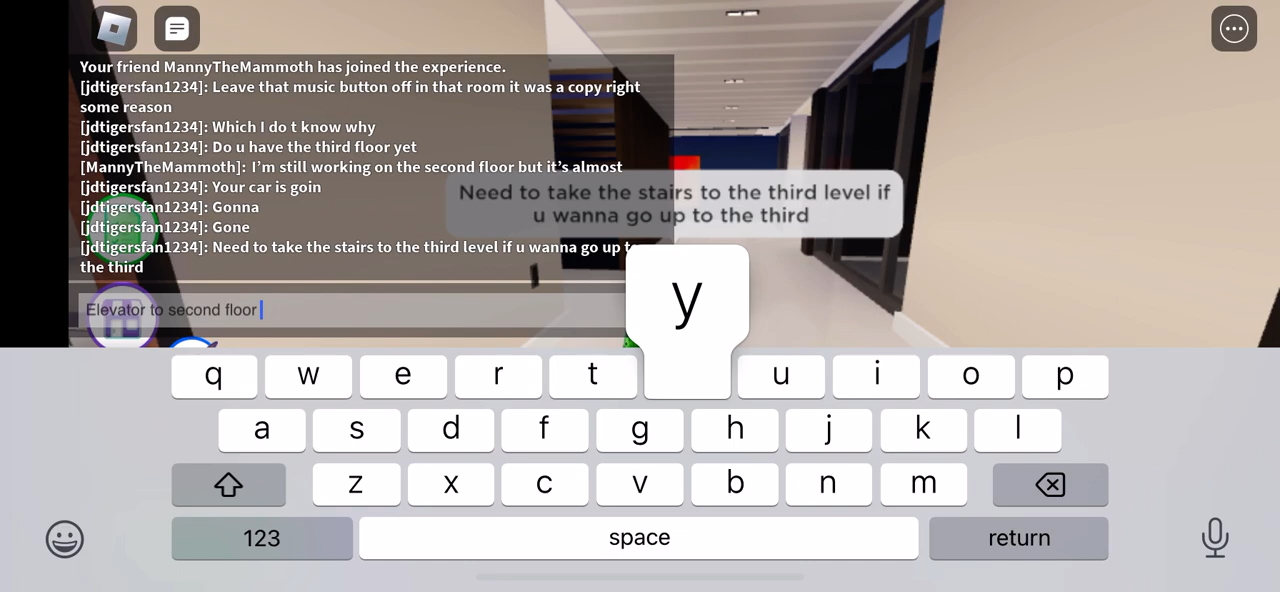 Your friend MannyTheMammoth has joined the experience.
[jdtigersfan1234]: Leave that music button off in that room it was a copy right
some reason
[jdtigersfan1234]: Which I do t know why
[jdtigersfan1234]: Do u have the third floor yet
[MannyTheMammoth]: I'm still working on the second floor but it's almost
[jdtigersfan1234]: Your car is goin
[jdtigersfan1234]: Gonna
[jdtigersfan1234]: Gone
[jdtigersfan1234]: Need to take the stairs to the third level if u wanna go up to
the third
Need to take the stairs to the third level if
u wanna go up to the third
Elevator to second floor
y
q w e r t u i o p
a s d f g h j k l
z x c v b n m
123 space return